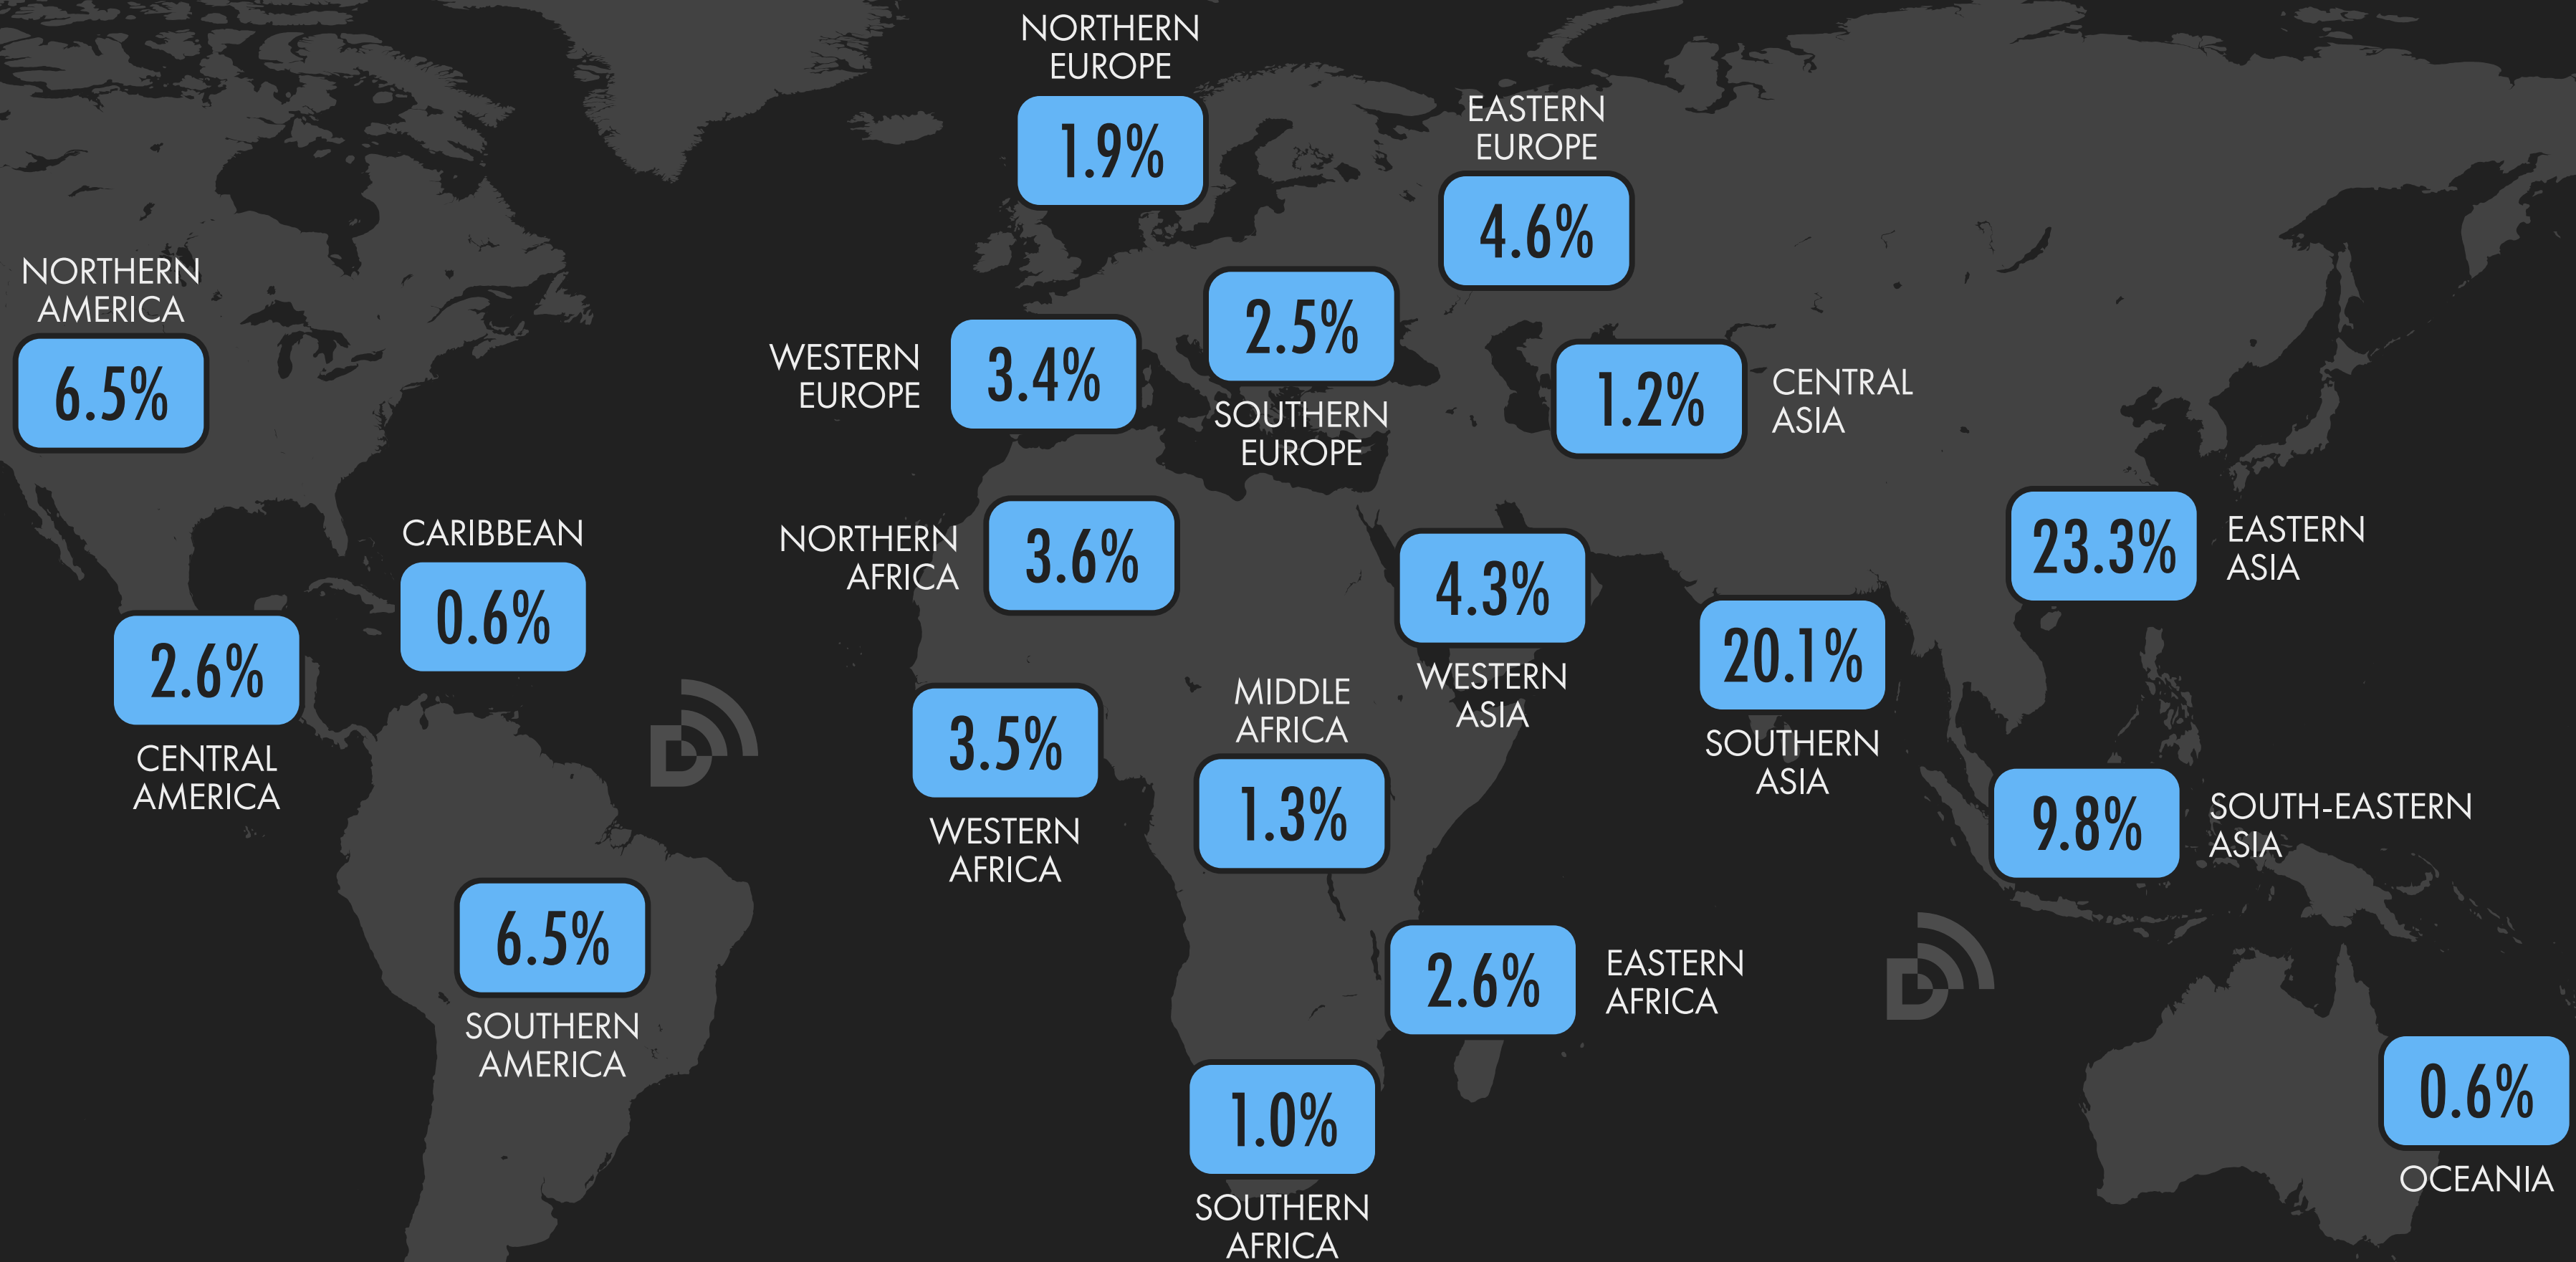 NORTHERN
EUROPE
1.9%
EASTERN
EUROPE
4.6%
NORTHERN
AMERICA
6.5%
2.5%
SOUTHERN
EUROPE
WESTERN
EUROPE
3.4%
1.2%
CENTRAL
ASIA
CARIBBEAN
0.6%
NORTHERN
AFRICA
3.6%
4.3%
WESTERN
ASIA
23.3%
EASTERN
ASIA
2.6%
CENTRAL
AMERICA
20.1%
SOUTHERN
ASIA
3.5%
WESTERN
AFRICA
MIDDLE
AFRICA
1.3%
9.8%
SOUTH-EASTERN
ASIA
6.5%
SOUTHERN
AMERICA
2.6%
EASTERN
AFRICA
1.0%
SOUTHERN
AFRICA
0.6%
OCEANIA